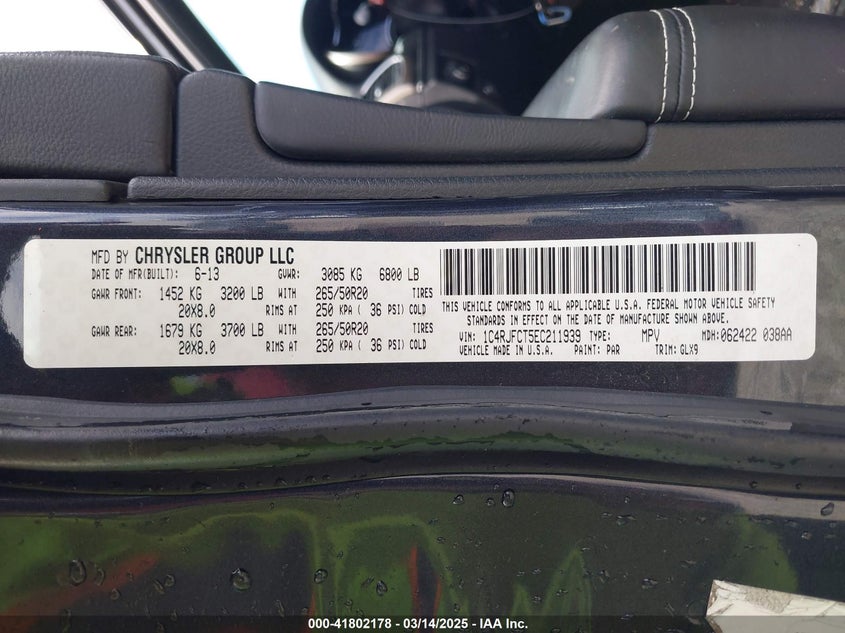 MFD BY CHRYSLER GROUP LLC
DATE OF MFR(BUILT): 6-13 GVWR: 3085 KG 6800 LB
GAWR FRONT: 1452 KG 3200 LB WITH 265/50R20 TIRES
20X8.0 RIMS AT 250 KPA ( 36 PSI) COLD
GAWR REAR: 1679 KG 3700 LB WITH 265/50R20 TIRES
20X8.0 RIMS AT 250 KPA ( 36 PSI) COLD
THIS VEHICLE CONFORMS TO ALL APPLICABLE U.S.A. FEDERAL MOTOR VEHICLE SAFETY
STANDARDS IN EFFECT ON THE DATE OF MANUFACTURE SHOWN ABOVE.
VIN: 1C4RJFCT5EC211939 TYPE: MPV MDH: 062422 038AA
VEHICLE MADE IN U.S.A. PAINT: PAR TRIM: GLX9
000-41802178 - 03/14/2025 - IAA Inc.